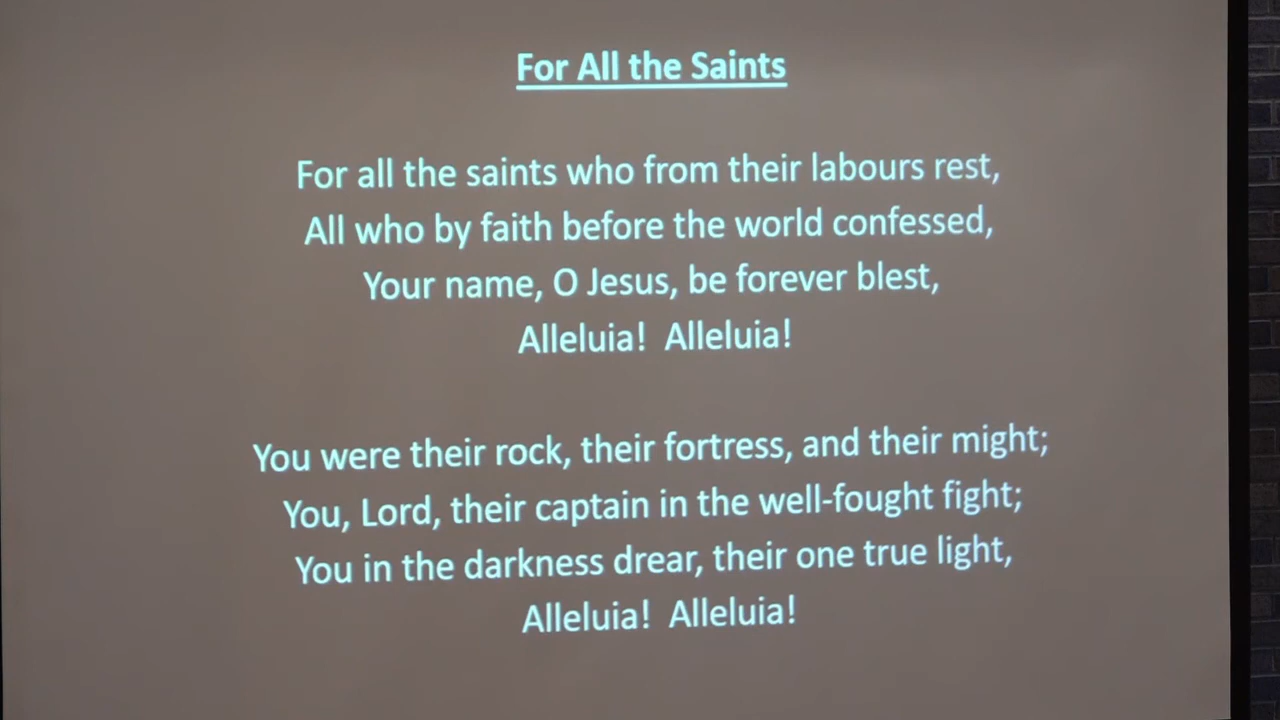 For All the Saints
For all the saints who from their labours rest,
All who by faith before the world confessed,
Your name, O Jesus, be forever blest,
Alleluia!  Alleluia!
You were their rock, their fortress, and their might;
You, Lord, their captain in the well-fought fight;
You in the darkness drear, their one true light,
Alleluia!  Alleluia!